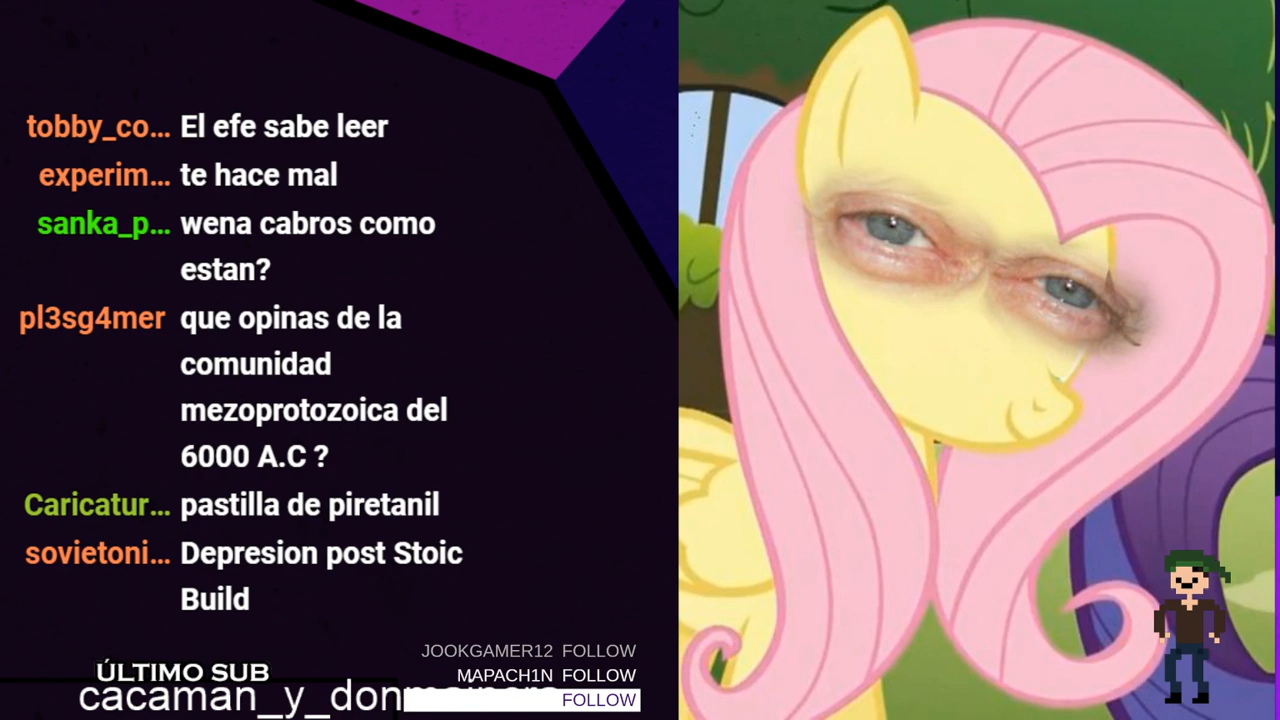 tobby_co... El efe sabe leer
experim... te hace mal
sanka_p... wena cabros como
estan?
pl3sg4mer que opinas de la
comunidad
mezoprotozoica del
6000 A.C ?
Caricatur... pastilla de piretanil
sovietoni... Depresion post Stoic
Build
JOOKGAMER12 FOLLOW
MAPACH1N FOLLOW
FOLLOW
ÚLTIMO SUB